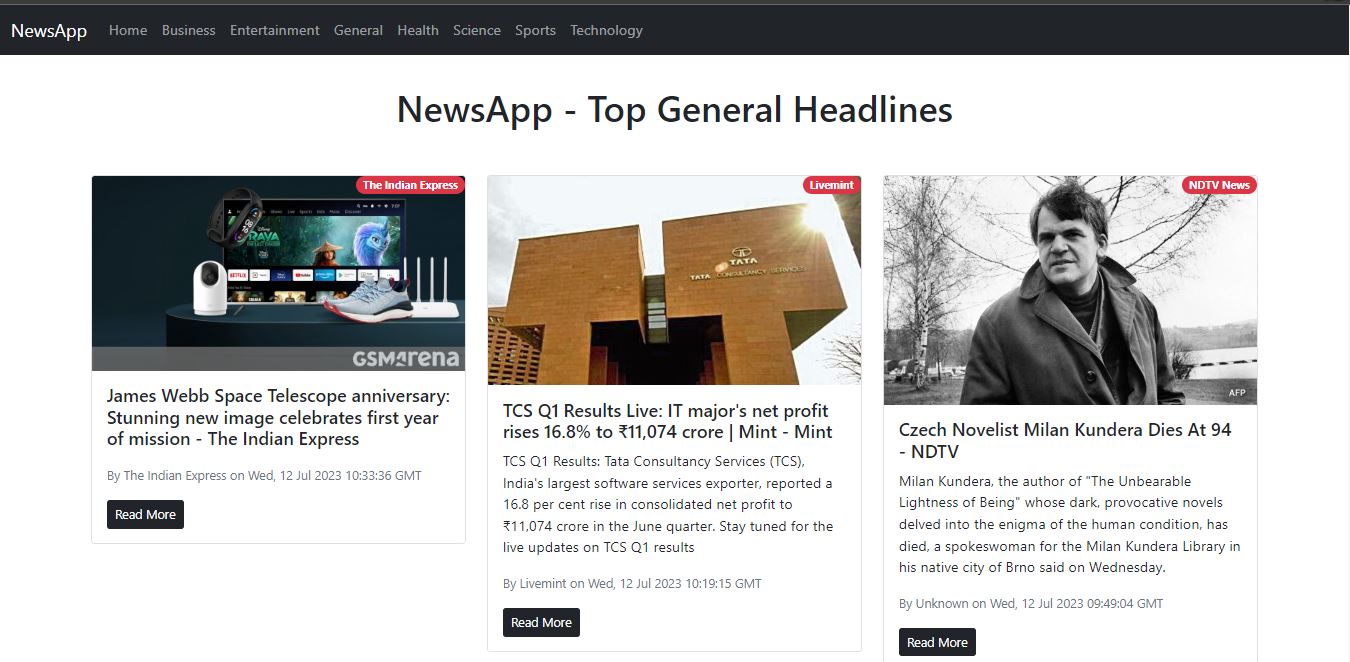 NewsApp Home Business Entertainment General Health Science Sports Technology
NewsApp - Top General Headlines
The Indian Express
Disney
RAYA
NETFLIX
GSMArena
James Webb Space Telescope anniversary:
Stunning new image celebrates first year
of mission - The Indian Express
By The Indian Express on Wed, 12 Jul 2023 10:33:36 GMT
Read More
Livemint
TATA
TATA CONSULTANCY SERVICES
TCS Q1 Results Live: IT major's net profit
rises 16.8% to ₹11,074 crore | Mint - Mint
TCS Q1 Results: Tata Consultancy Services (TCS),
India's largest software services exporter, reported a
16.8 per cent rise in consolidated net profit to
₹11,074 crore in the June quarter. Stay tuned for the
live updates on TCS Q1 results
By Livemint on Wed, 12 Jul 2023 10:19:15 GMT
Read More
NDTV News
AFP
Czech Novelist Milan Kundera Dies At 94
- NDTV
Milan Kundera, the author of "The Unbearable
Lightness of Being" whose dark, provocative novels
delved into the enigma of the human condition, has
died, a spokeswoman for the Milan Kundera Library in
his native city of Brno said on Wednesday.
By Unknown on Wed, 12 Jul 2023 09:49:04 GMT
Read More